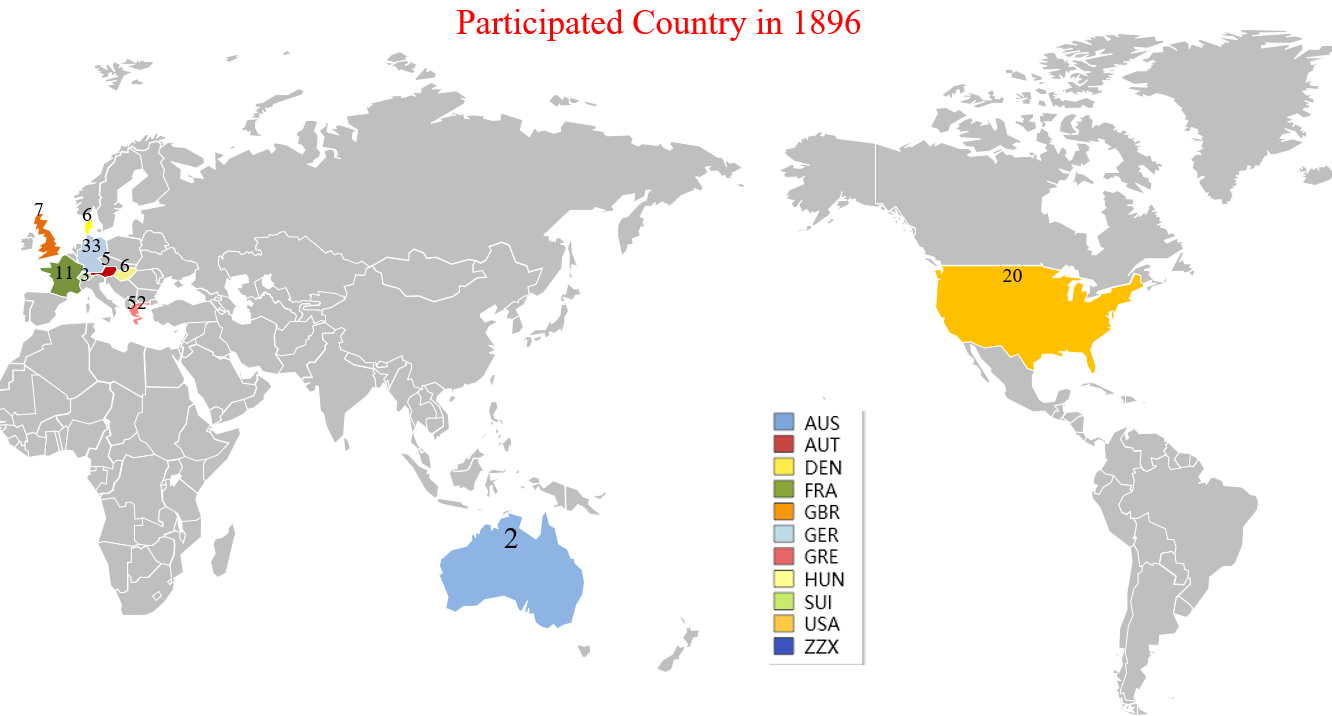 Participated Country in 1896
7
6
33
5
11
3
6
52
20
2
AUS
AUT
DEN
FRA
GBR
GER
GRE
HUN
SUI
USA
ZZX